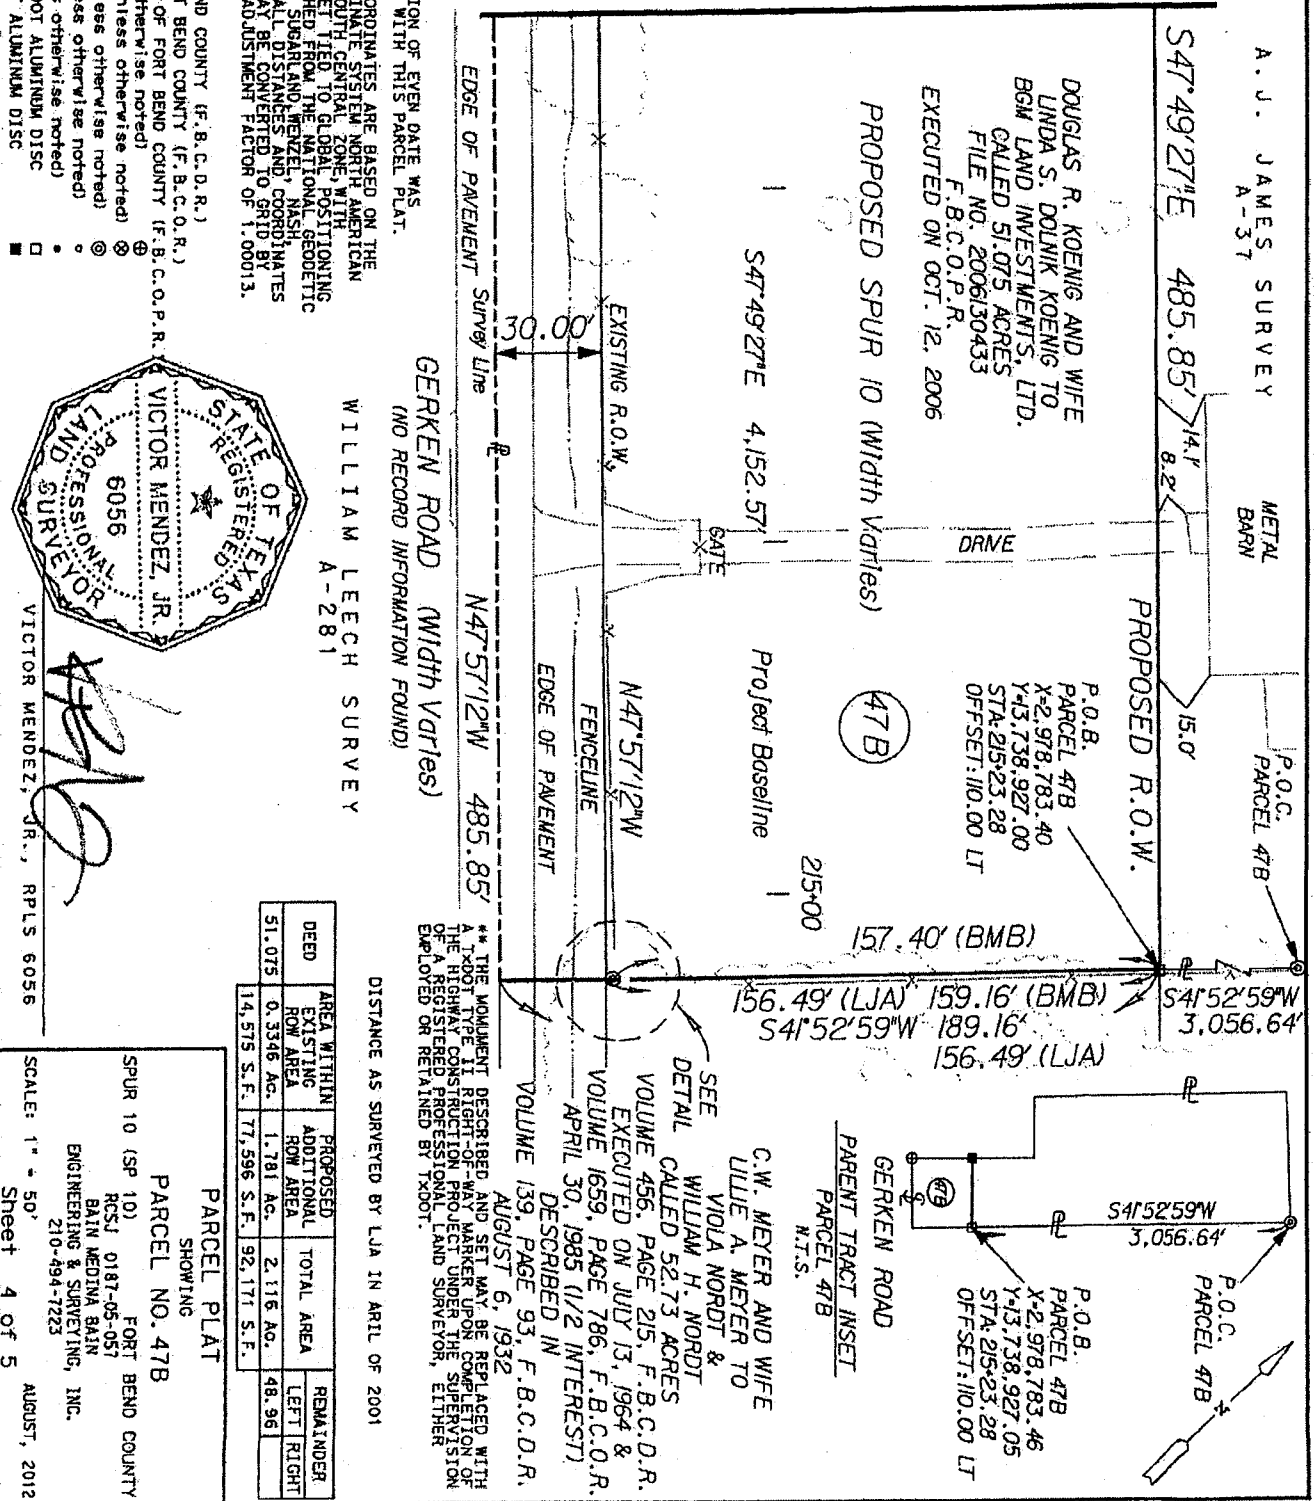 A. J. JAMES SURVEY
A-37
METAL
BARN
P.O.C.
PARCEL 47B
S47°49'27"E 485.85'
14.1'
8.2'
15.0'
PROPOSED R.O.W.
S41°52'59"W
3,056.64'
DOUGLAS R. KOENIG AND WIFE
LINDA S. DOLNIK KOENIG TO
BGM LAND INVESTMENTS, LTD.
CALLED 51.075 ACRES
FILE NO. 2006130433
F.B.C.O.P.R.
EXECUTED ON OCT. 12, 2006
DRIVE
P.O.B.
PARCEL 47B
X=2,978,783.40
Y=13,738,927.00
STA:215+23.28
OFFSET:110.00 LT
PROPOSED SPUR 10 (Width Varies)
47B
S47°49'27"E 4,152.57'
Project Baseline
215+00
157.40' (BMB)
156.49' (LJA) 159.16' (BMB)
S41°52'59"W 189.16'
156.49' (LJA)
GATE
EXISTING R.O.W.
N47°57'12"W
FENCELINE
30.00'
EDGE OF PAVEMENT
EDGE OF PAVEMENT
Survey Line
N47°57'12"W 485.85'
GERKEN ROAD (Width Varies)
(NO RECORD INFORMATION FOUND)
WILLIAM LEECH SURVEY
A-281
SEE
DETAIL
P.O.C.
PARCEL 47B
N
S41°52'59"W
3,056.64'
P.O.B.
PARCEL 47B
X=2,978,783.46
Y=13,738,927.05
STA:215+23.28
OFFSET:110.00 LT
47B
GERKEN ROAD
PARENT TRACT INSET
PARCEL 47B
N.T.S.
C.W. MEYER AND WIFE
LILLIE A. MEYER TO
VIOLA NORDT &
WILLIAM H. NORDT
CALLED 52.73 ACRES
VOLUME 456, PAGE 215, F.B.C.D.R.
EXECUTED ON JULY 13, 1964 &
VOLUME 1659, PAGE 786, F.B.C.O.R.
APRIL 30, 1985 (1/2 INTEREST)
DESCRIBED IN
VOLUME 139, PAGE 93, F.B.C.D.R.
AUGUST 6, 1932
** THE MOMUMENT DESCRIBED AND SET MAY BE REPLACED WITH
A TxDOT TYPE II RIGHT-OF-WAY MARKER UPON COMPLETION OF
THE HIGHWAY CONSTRUCTION PROJECT UNDER THE SUPERVISION
OF A REGISTERED PROFESSIONAL LAND SURVEYOR, EITHER
EMPLOYED OR RETAINED BY TxDOT.
DISTANCE AS SURVEYED BY LJA IN ARIL OF 2001
ION OF EVEN DATE WAS
WITH THIS PARCEL PLAT.
ORDINATES ARE BASED ON THE
INATE SYSTEM NORTH AMERICAN
OUTH CENTRAL ZONE, WITH
ET TIED TO GLOBAL POSITIONING
HED FROM THE NATIONAL GEODETIC
SUGARLAND, WENZEL, NASH,
ALL DISTANCES AND COORDINATES
AY BE CONVERTED TO GRID BY
ADJUSTMENT FACTOR OF 1.00013.
ND COUNTY (F.B.C.D.R.)
T BEND COUNTY (F.B.C.O.R.)
OF FORT BEND COUNTY (F.B.C.O.P.R.
therwise noted)
nless otherwise noted)
ess otherwise noted)
ss otherwise noted)
s otherwise noted)
OT ALUMINUM DISC
ALUMINUM DISC
STATE OF TEXAS
REGISTERED
VICTOR MENDEZ, JR.
6056
PROFESSIONAL
LAND SURVEYOR
VICTOR MENDEZ, JR., RPLS 6056
DEED AREA WITHIN EXISTING ROW AREA PROPOSED ADDITIONAL ROW AREA TOTAL AREA REMAINDER LEFT RIGHT
51.075 0.3346 Ac. 1.781 Ac. 2.116 Ac. 48.96
14,575 S.F. 77,596 S.F. 92,171 S.F.
PARCEL PLAT
SHOWING
PARCEL NO. 47B
SPUR 10 (SP 10) FORT BEND COUNTY
RCSJ 0187-05-057
BAIN MEDINA BAIN
ENGINEERING & SURVEYING, INC.
210-494-7223
SCALE: 1" = 50' AUGUST, 2012
Sheet 4 of 5